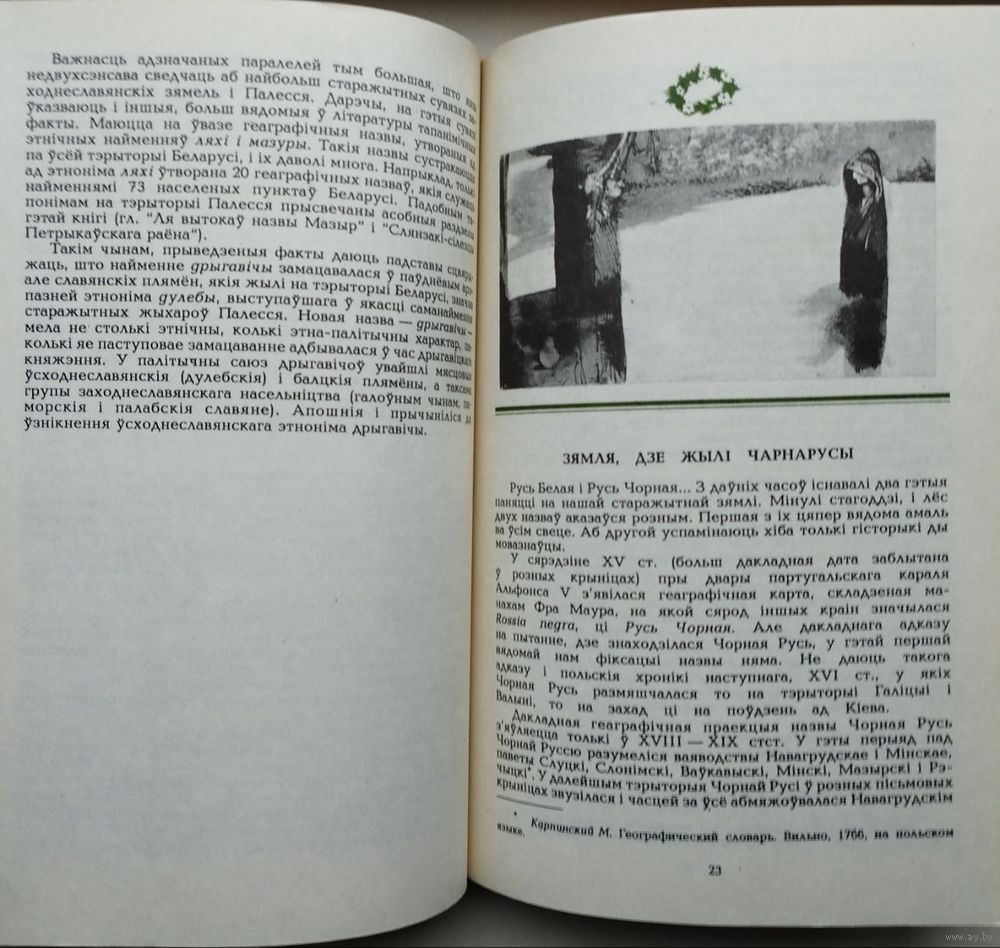 Важнасць адзначаных паралелей тым большая, што яны
недвухсэнсава сведчаць аб найбольш старажытных сувязях за-
ходнеславянскіх зямель і Палесся. Дарэчы, на гэтыя сувязі
ўказваюць і іншыя, больш вядомыя ў літаратуры тапанімічныя
факты. Маюцца на ўвазе геаграфічныя назвы, утвораныя ад
этнічных найменняў ляхі і мазуры. Такія назвы сустракаюцца
па ўсёй тэрыторыі Беларусі, і іх даволі многа. Напрыклад, толькі
ад этноніма ляхі ўтворана 20 геаграфічных назваў, якія служаць
найменнямі 73 населеных пунктаў Беларусі. Падобным та-
понімам на тэрыторыі Палесся прысвечаны асобныя раздзелы
гэтай кнігі (гл. "Ля вытокаў назвы Мазыр" і "Слянзакі-сілезцы
Петрыкаўскага раёна").
Такім чынам, прыведзеныя факты даюць падставы сцвяр-
жаць, што найменне дрыгавічы замацавалася ў паўднёвым арэ-
але славянскіх плямён, якія жылі на тэрыторыі Беларусі, значна
пазней этноніма дулебы, выступаўшага ў якасці саманаймення
старажытных жыхароў Палесся. Новая назва — дрыгавічы —
мела не столькі этнічны, колькі этна-палітычны характар, па-
колькі яе паступовае замацаванне адбывалася ў час дрыгавіцкага
княжэння. У палітычны саюз дрыгавічоў увайшлі мясцовыя
ўсходнеславянскія (дулебскія) і балцкія плямёны, а таксама
групы заходнеславянскага насельніцтва (галоўным чынам, па-
морскія і палабскія славяне). Апошнія і прычыніліся да
ўзнікнення ўсходнеславянскага этноніма дрыгавічы.
ЗЯМЛЯ, ДЗЕ ЖЫЛІ ЧАРНАРУСЫ
Русь Белая і Русь Чорная... З даўніх часоў існавалі два гэтыя
паняцці на нашай старажытнай зямлі. Мінулі стагоддзі, і лёс
двух назваў аказаўся розным. Першая з іх цяпер вядома амаль
ва ўсім свеце. Аб другой успамінаюць хіба толькі гісторыкі ды
мовазнаўцы.
У сярэдзіне XV ст. (больш дакладная дата заблытана
ў розных крыніцах) пры двары партугальскага караля
Альфонса V з'явілася геаграфічная карта, складзеная ма-
нахам Фра Маура, на якой сярод іншых краін значылася
Rossia negra, ці Русь Чорная. Але дакладнага адказу
на пытанне, дзе знаходзілася Чорная Русь, у гэтай першай
вядомай нам фіксацыі назвы няма. Не даюць такога
адказу і польскія хронікі наступнага, XVI ст., у якіх
Чорная Русь размяшчалася то на тэрыторыі Галіцыі і
Валыні, то на захад ці на поўдзень ад Кіева.
Дакладная геаграфічная праекцыя назвы Чорная Русь
з'яўляецца толькі ў XVIII — XIX стст. У гэты перыяд пад
Чорнай Руссю разумеліся ваяводствы Навагрудскае і Мінскае,
паветы Слуцкі, Слонімскі, Ваўкавыскі, Мінскі, Мазырскі і Рэ-
чыцкі*. У далейшым тэрыторыя Чорнай Русі ў розных пісьмовых
крыніцах звузілася і часцей за ўсё абмяжоўвалася Навагрудскім
* Карпинский М. Географический словарь. Вильно, 1766, на польском
языке.
23
www.ay.by